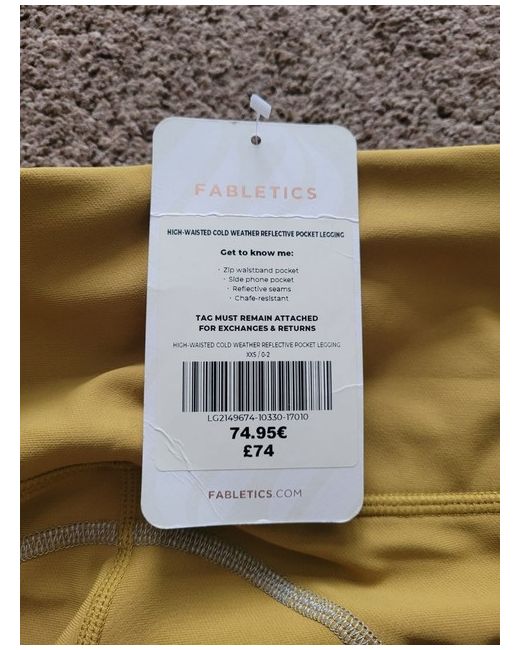 FABLETICS
HIGH-WAISTED COLD WEATHER REFLECTIVE POCKET LEGGING
Get to know me:
· Zip waistband pocket
· Side phone pocket
· Reflective seams
· Chafe-resistant
TAG MUST REMAIN ATTACHED
FOR EXCHANGES & RETURNS
HIGH-WAISTED COLD WEATHER REFLECTIVE POCKET LEGGING
XXS / 0-2
LG2149674-10330-17010
74.95€
£74
FABLETICS.COM